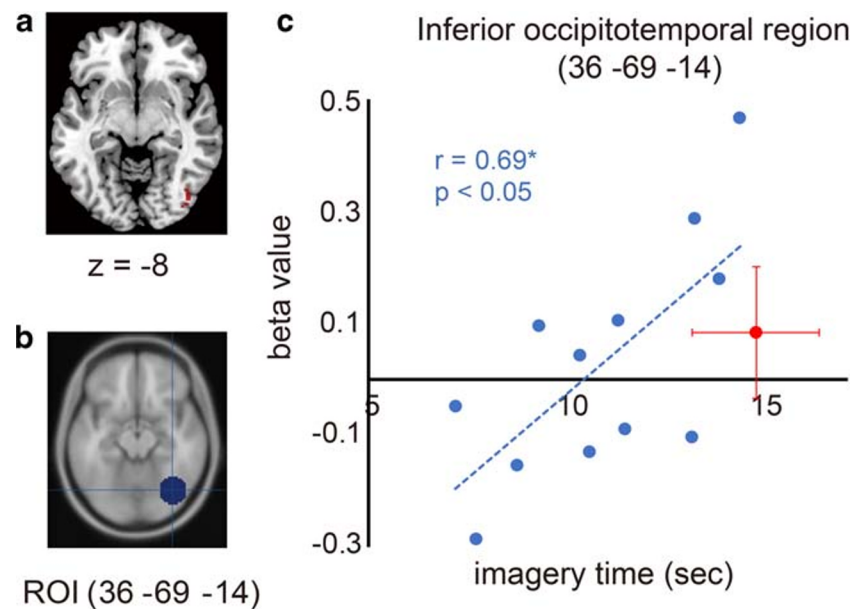 a
z = -8
b
ROI (36 -69 -14)
c
Inferior occipitotemporal region
(36 -69 -14)
r = 0.69*
p < 0.05
beta value
0.5
0.3
0.1
-0.1
-0.3
5
10
15
imagery time (sec)